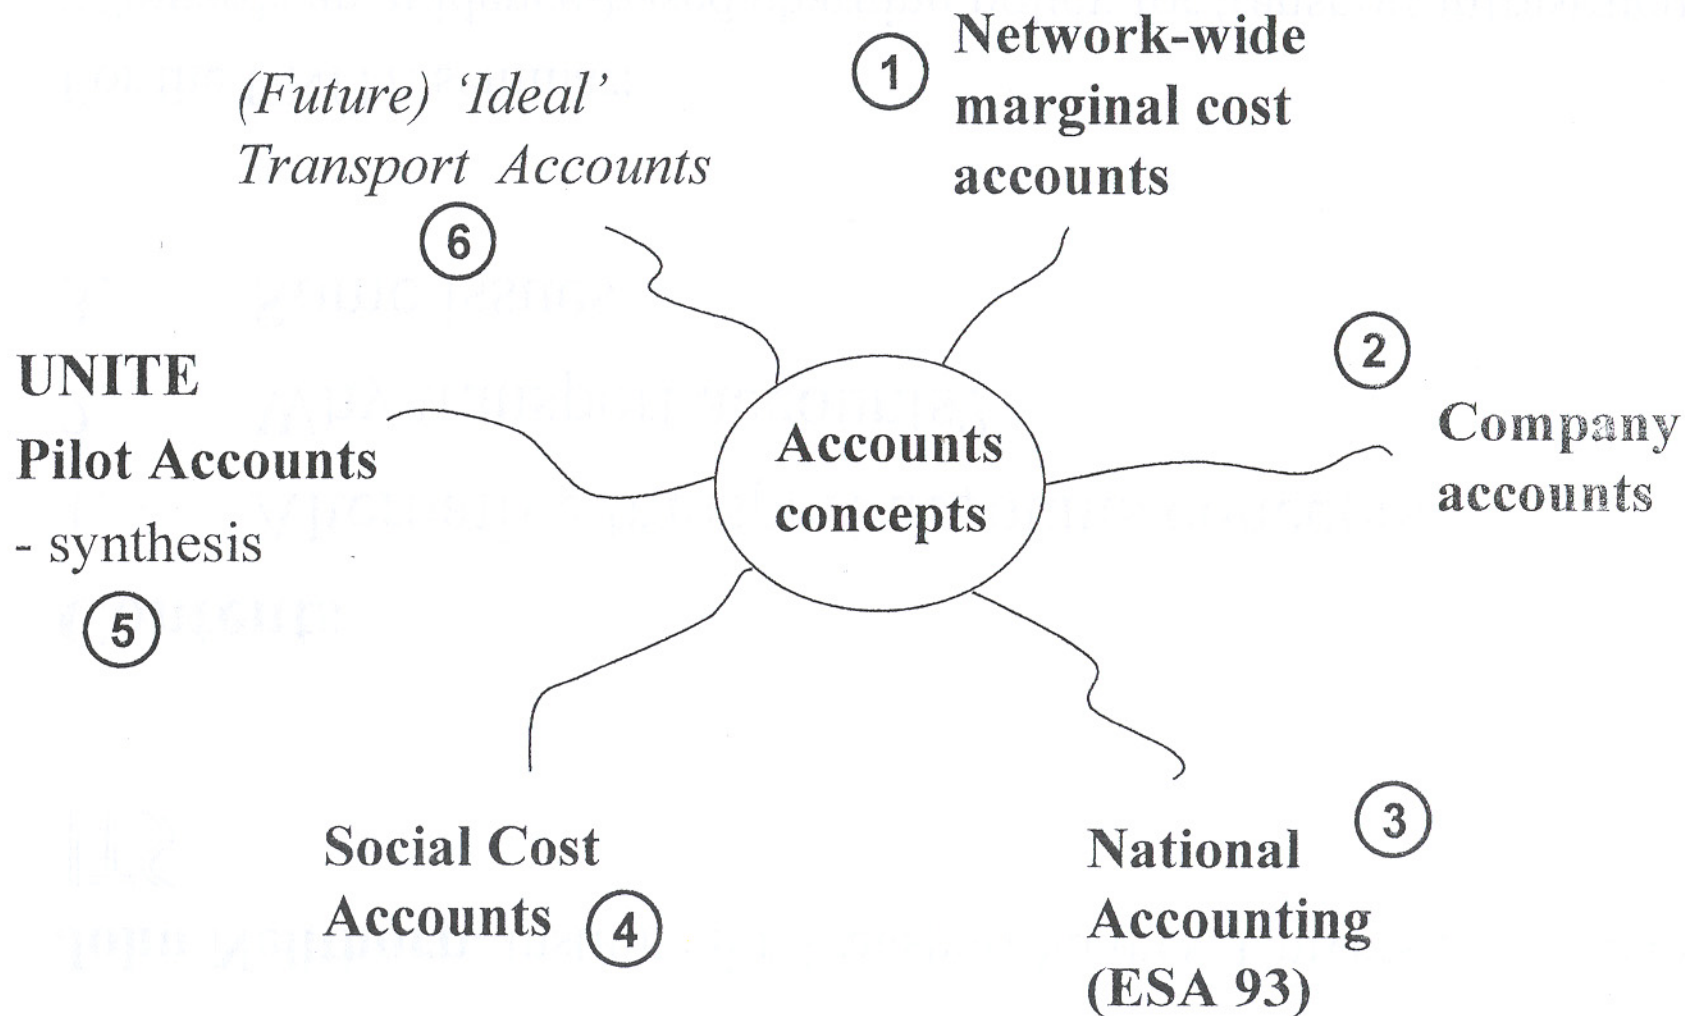 1
Network-wide
marginal cost
accounts
2
Company
accounts
3
National
Accounting
(ESA 93)
Social Cost
Accounts 4
UNITE
Pilot Accounts
- synthesis
5
(Future) ‘Ideal’
Transport Accounts
6
Accounts
concepts